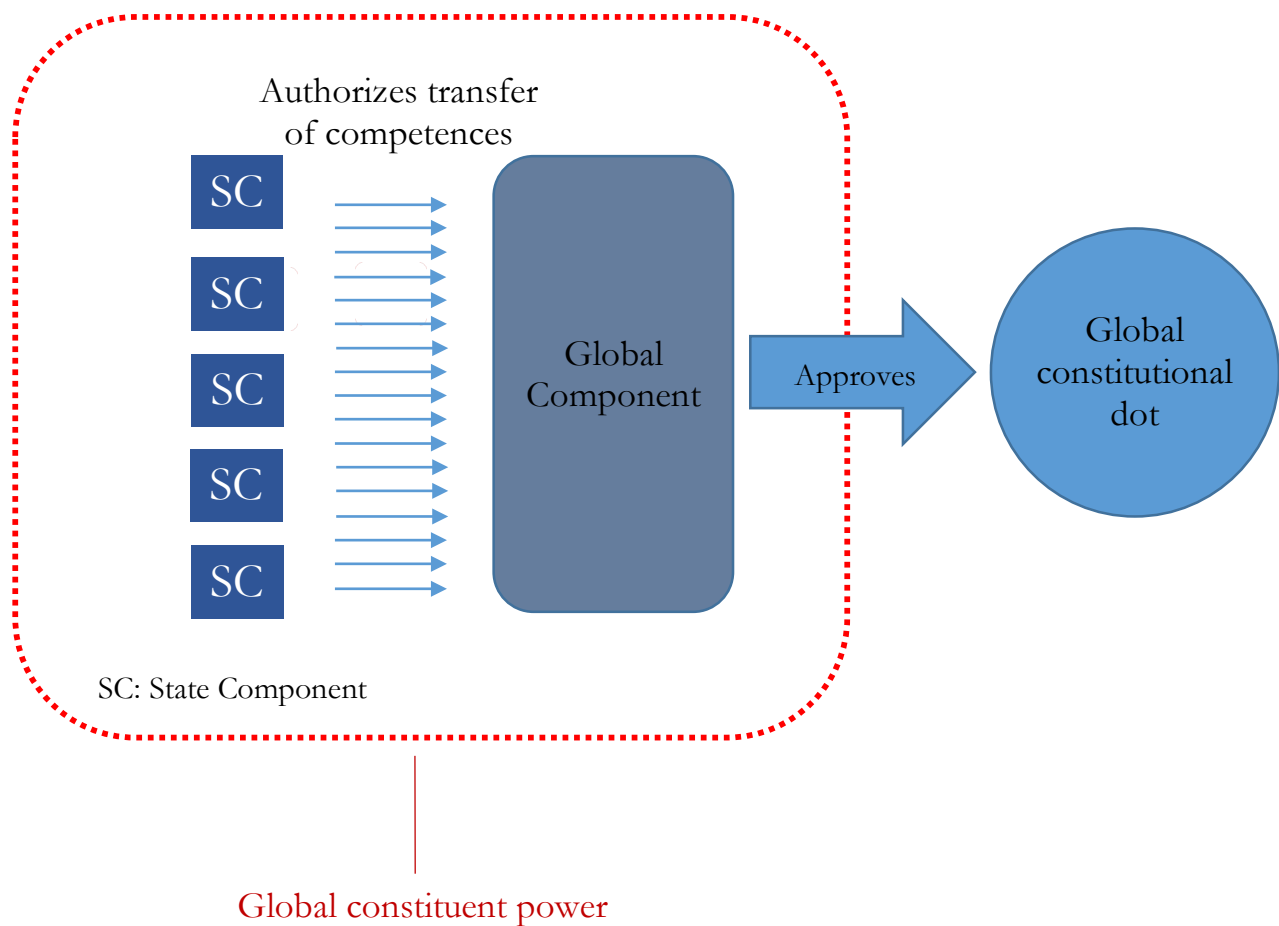 Authorizes transfer
of competences
SC
SC
SC
SC
SC
Global
Component
Approves
Global
constitutional
dot
SC: State Component
Global constituent power